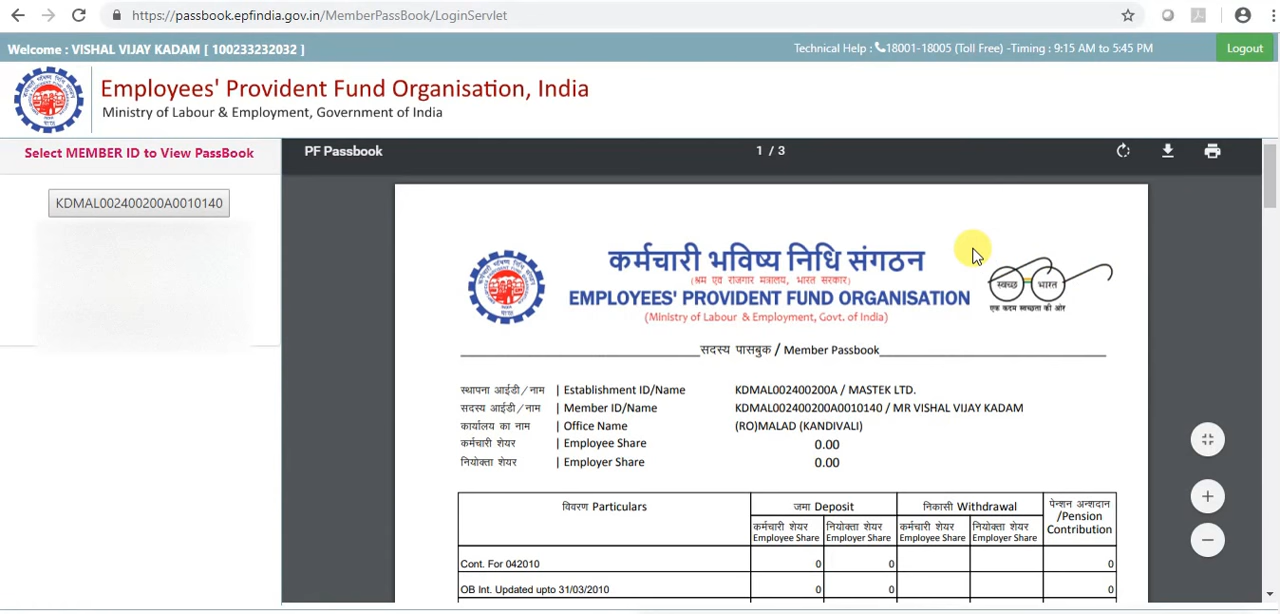 https://passbook.epfindia.gov.in/MemberPassBook/LoginServlet
Welcome : VISHAL VIJAY KADAM [ 100233232032 ]
Technical Help : 18001-18005 (Toll Free) -Timing : 9:15 AM to 5:45 PM
Logout
Employees' Provident Fund Organisation, India
Ministry of Labour & Employment, Government of India
Select MEMBER ID to View PassBook
KDMAL002400200A0010140
PF Passbook
1 / 3
कर्मचारी भविष्य निधि संगठन
(श्रम एवं राजगार मंत्रालय, भारत सरकार)
EMPLOYEES' PROVIDENT FUND ORGANISATION
(Ministry of Labour & Employment, Govt. of India)
स्वच्छ भारत
एक कदम स्वच्छता की ओर
सदस्य पासबुक / Member Passbook
स्थापना आईडी/नाम | Establishment ID/Name KDMAL002400200A / MASTEK LTD.
सदस्य आईडी/नाम | Member ID/Name KDMAL002400200A0010140 / MR VISHAL VIJAY KADAM
कार्यालय का नाम | Office Name (RO)MALAD (KANDIVALI)
कर्मचारी शेयर | Employee Share 0.00
नियोक्ता शेयर | Employer Share 0.00
विवरण Particulars
जमा Deposit
निकासी Withdrawal
पेन्शन अन्शदान
/Pension
Contribution
कर्मचारी शेयर नियोक्ता शेयर कर्मचारी शेयर नियोक्ता शेयर
Employee Share Employer Share Employee Share Employer Share
Cont. For 042010 0 0 0
OB Int. Updated upto 31/03/2010 0 0 0